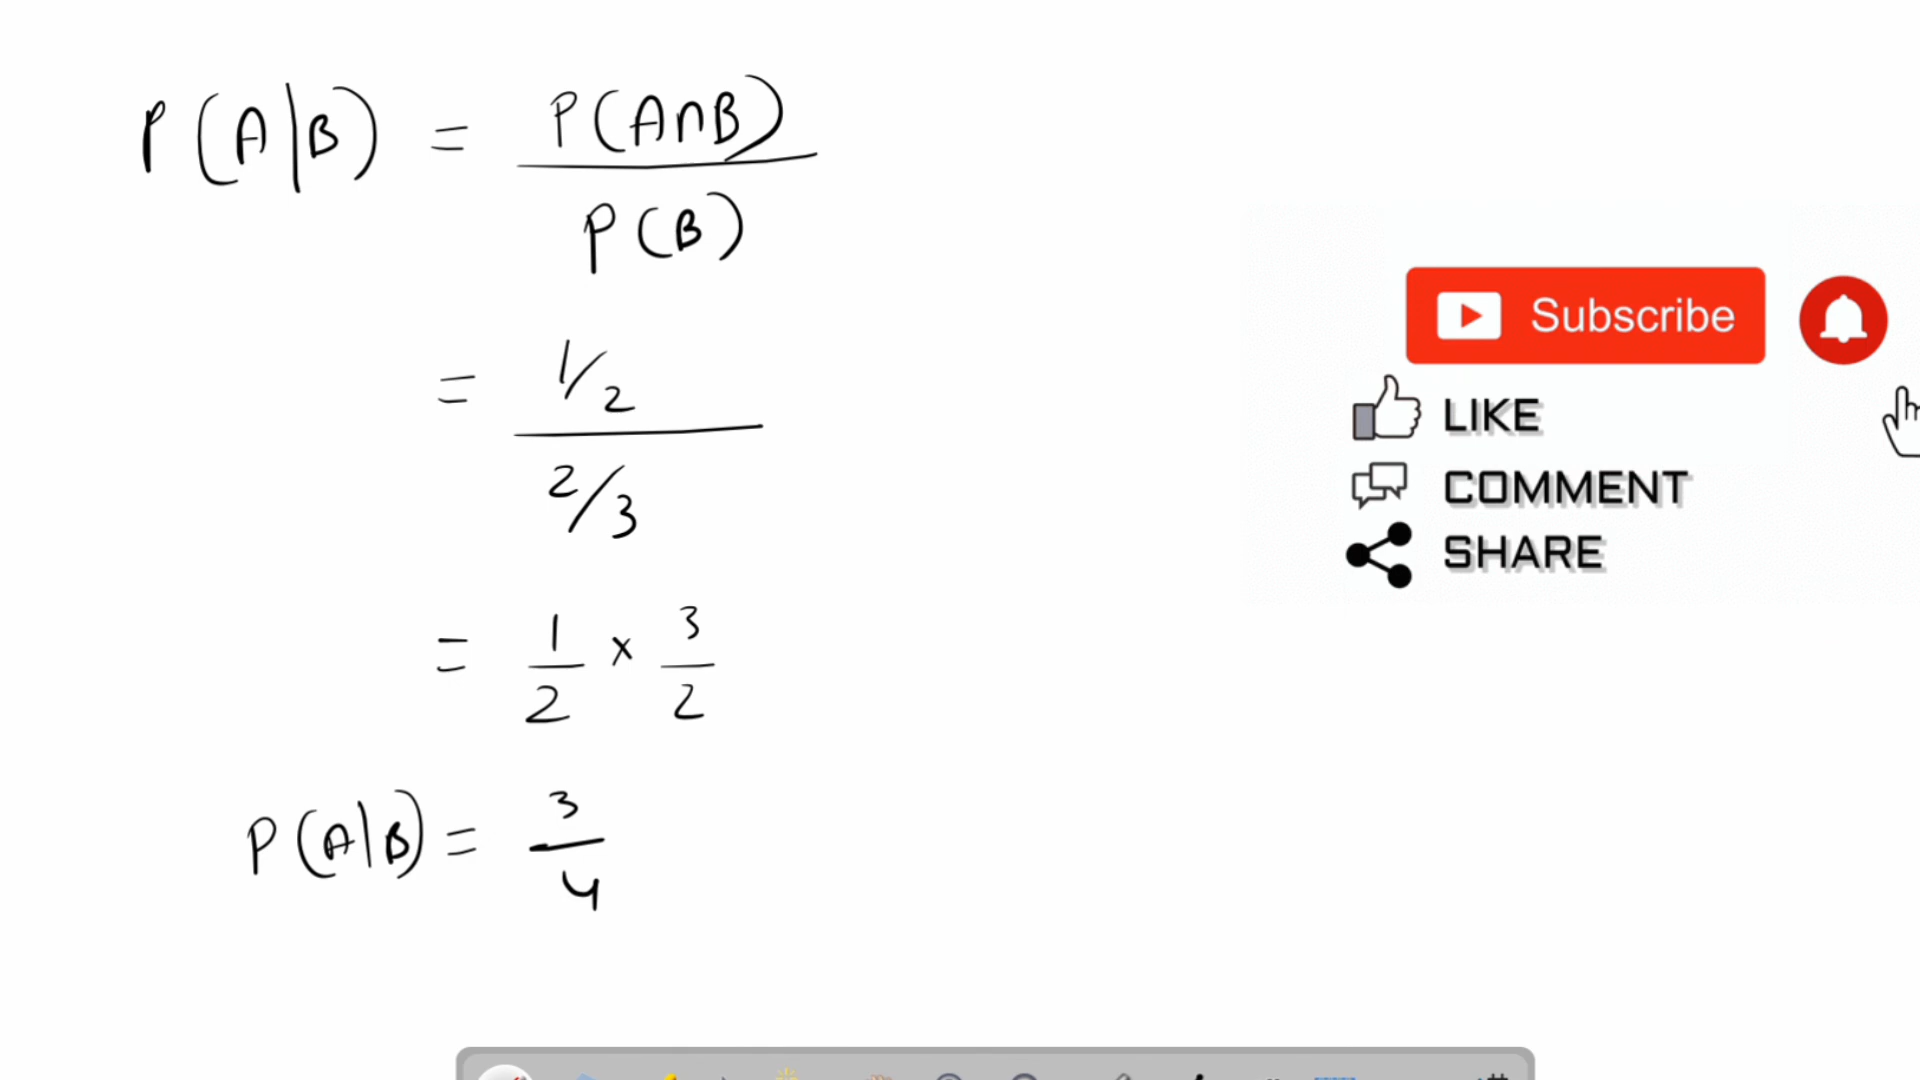 P(A|B) = P(A∩B)
P(B)
= 1/2
2/3
= 1/2 × 3/2
P(A|B) = 3/4
Subscribe
LIKE
COMMENT
SHARE